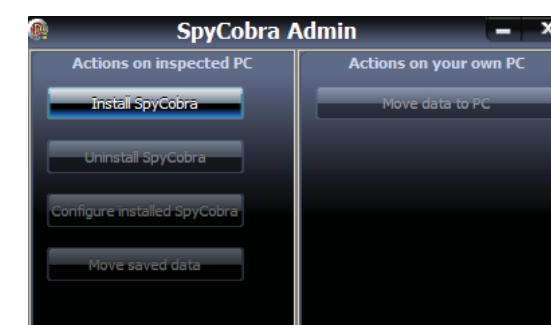 SpyCobra Admin
Actions on inspected PC
Actions on your own PC
Install SpyCobra
Move data to PC
Uninstall SpyCobra
Configure installed SpyCobra
Move saved data